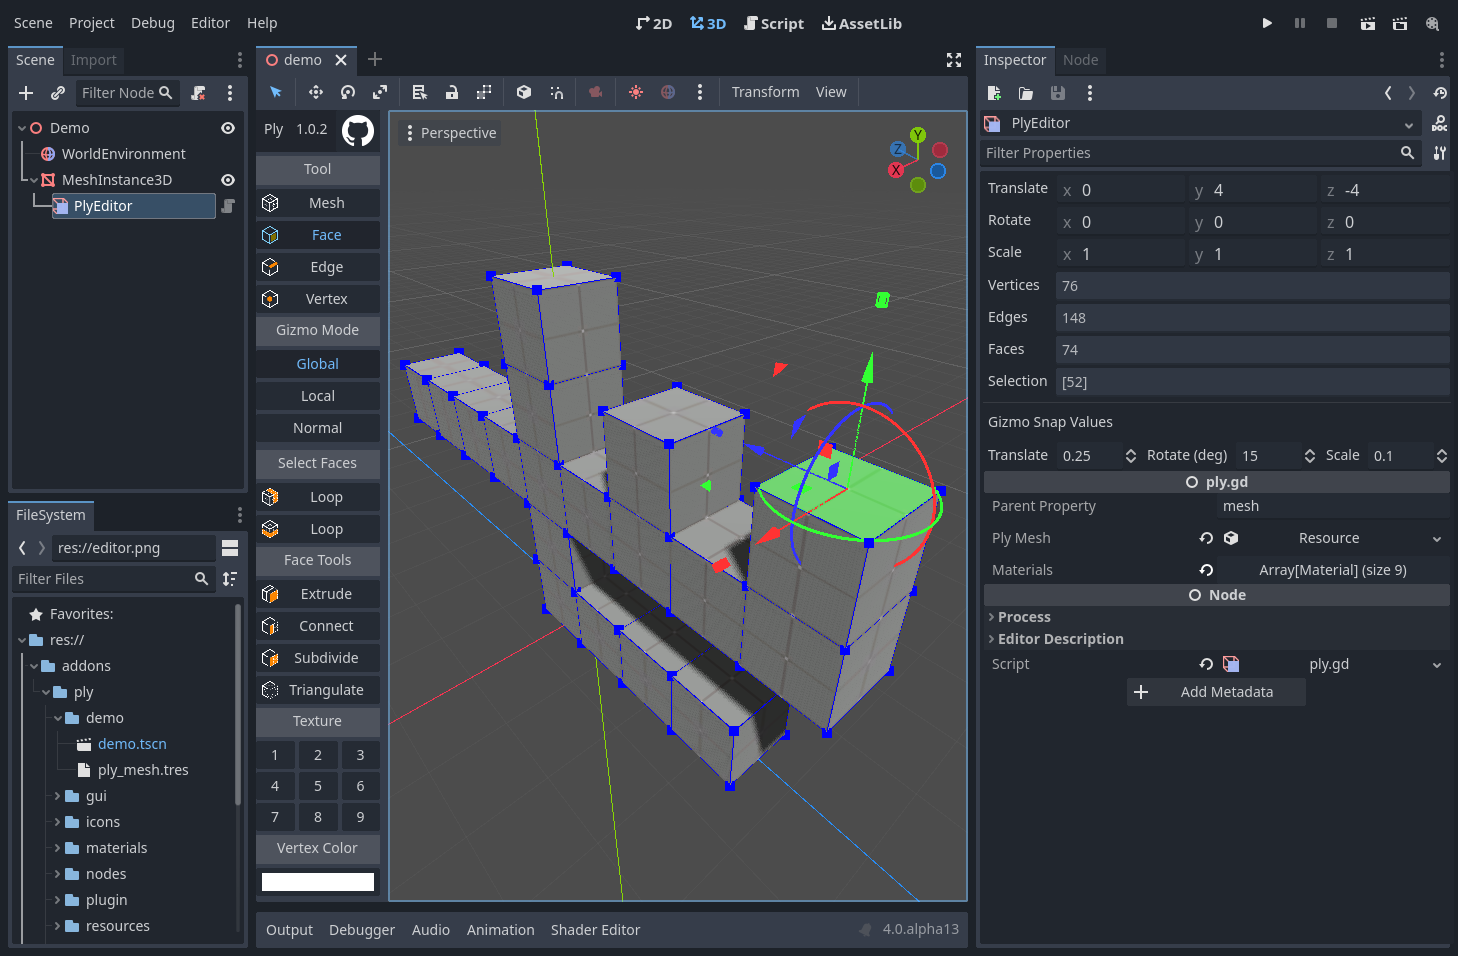 Scene Project Debug Editor Help
2D 3D Script AssetLib
Scene Import
Filter Node
Demo
WorldEnvironment
MeshInstance3D
PlyEditor
FileSystem
res://editor.png
Filter Files
Favorites:
res://
addons
ply
demo
demo.tscn
ply_mesh.tres
gui
icons
materials
nodes
plugin
resources
demo
Transform View
Ply 1.0.2
Tool
Mesh
Face
Edge
Vertex
Gizmo Mode
Global
Local
Normal
Select Faces
Loop
Loop
Face Tools
Extrude
Connect
Subdivide
Triangulate
Texture
1 2 3
4 5 6
7 8 9
Vertex Color
Perspective
Y
Z
X
Output Debugger Audio Animation Shader Editor 4.0.alpha13
Inspector Node
PlyEditor
DOC
Filter Properties
Translate x 0 y 4 z -4
Rotate x 0 y 0 z 0
Scale x 1 y 1 z 1
Vertices 76
Edges 148
Faces 74
Selection [52]
Gizmo Snap Values
Translate 0.25 Rotate (deg) 15 Scale 0.1
ply.gd
Parent Property mesh
Ply Mesh Resource
Materials Array[Material] (size 9)
Node
Process
Editor Description
Script ply.gd
Add Metadata